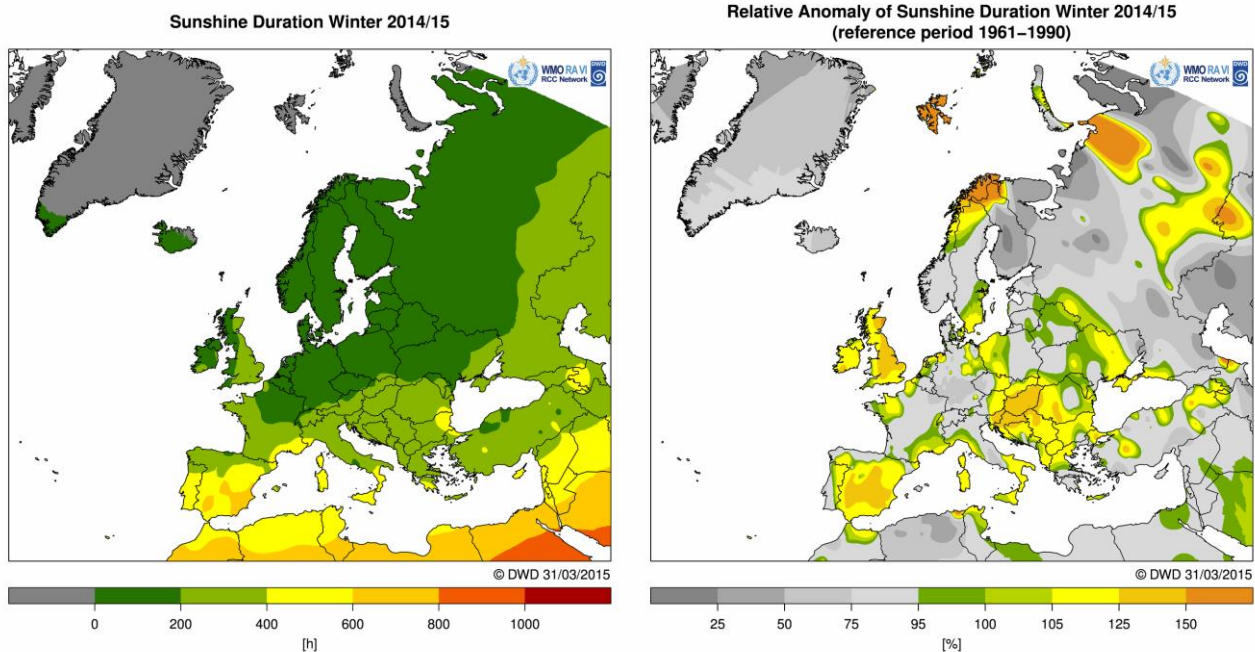 Sunshine Duration Winter 2014/15
WMO RA VI
RCC Network
DWD
© DWD 31/03/2015
0 200 400 600 800 1000
[h]
Relative Anomaly of Sunshine Duration Winter 2014/15
(reference period 1961−1990)
WMO RA VI
RCC Network
DWD
© DWD 31/03/2015
25 50 75 95 100 105 125 150
[%]